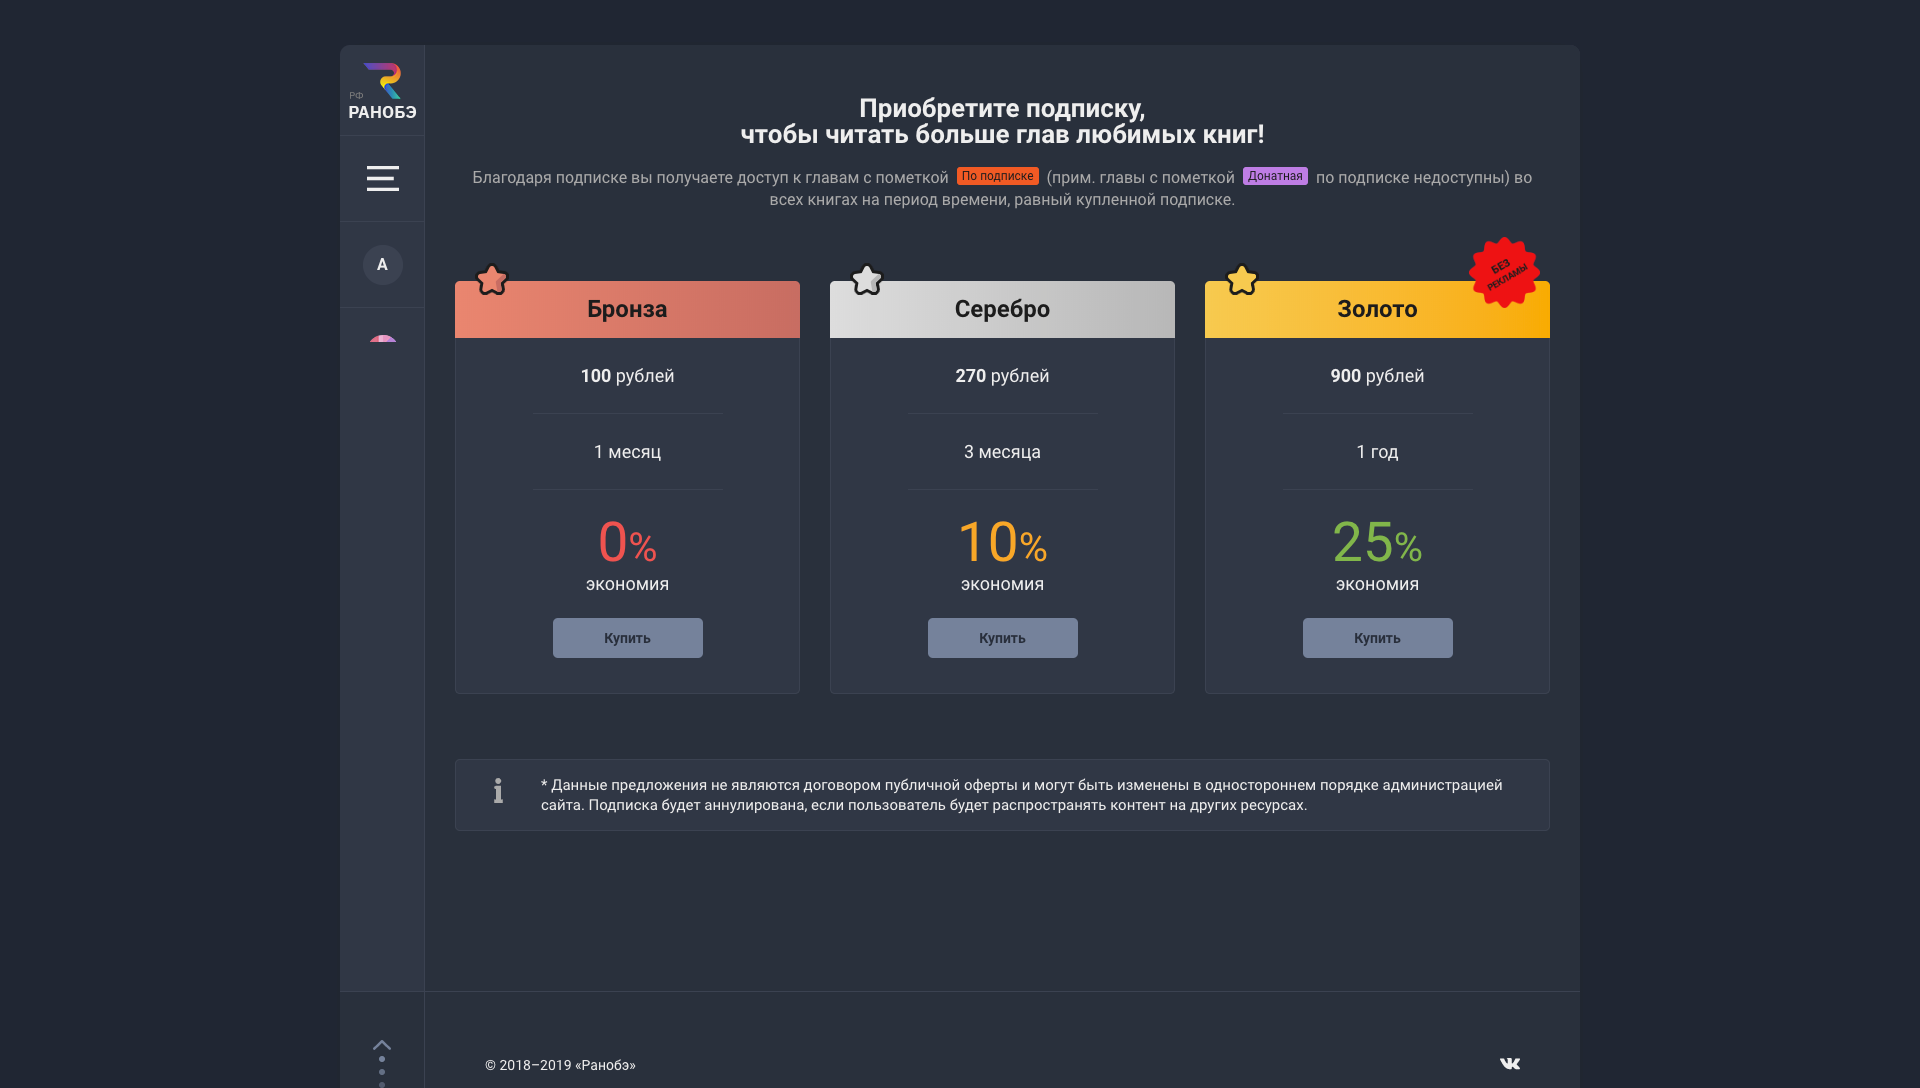 РФ
РАНОБЭ
А
Приобретите подписку,
чтобы читать больше глав любимых книг!
Благодаря подписке вы получаете доступ к главам с пометкой По подписке (прим. главы с пометкой Донатная по подписке недоступны) во
всех книгах на период времени, равный купленной подписке.
Бронза
100 рублей
1 месяц
0%
экономия
Купить
Серебро
270 рублей
3 месяца
10%
экономия
Купить
БЕЗ
РЕКЛАМЫ
Золото
900 рублей
1 год
25%
экономия
Купить
* Данные предложения не являются договором публичной оферты и могут быть изменены в одностороннем порядке администрацией
сайта. Подписка будет аннулирована, если пользователь будет распространять контент на других ресурсах.
© 2018–2019 «Ранобэ»